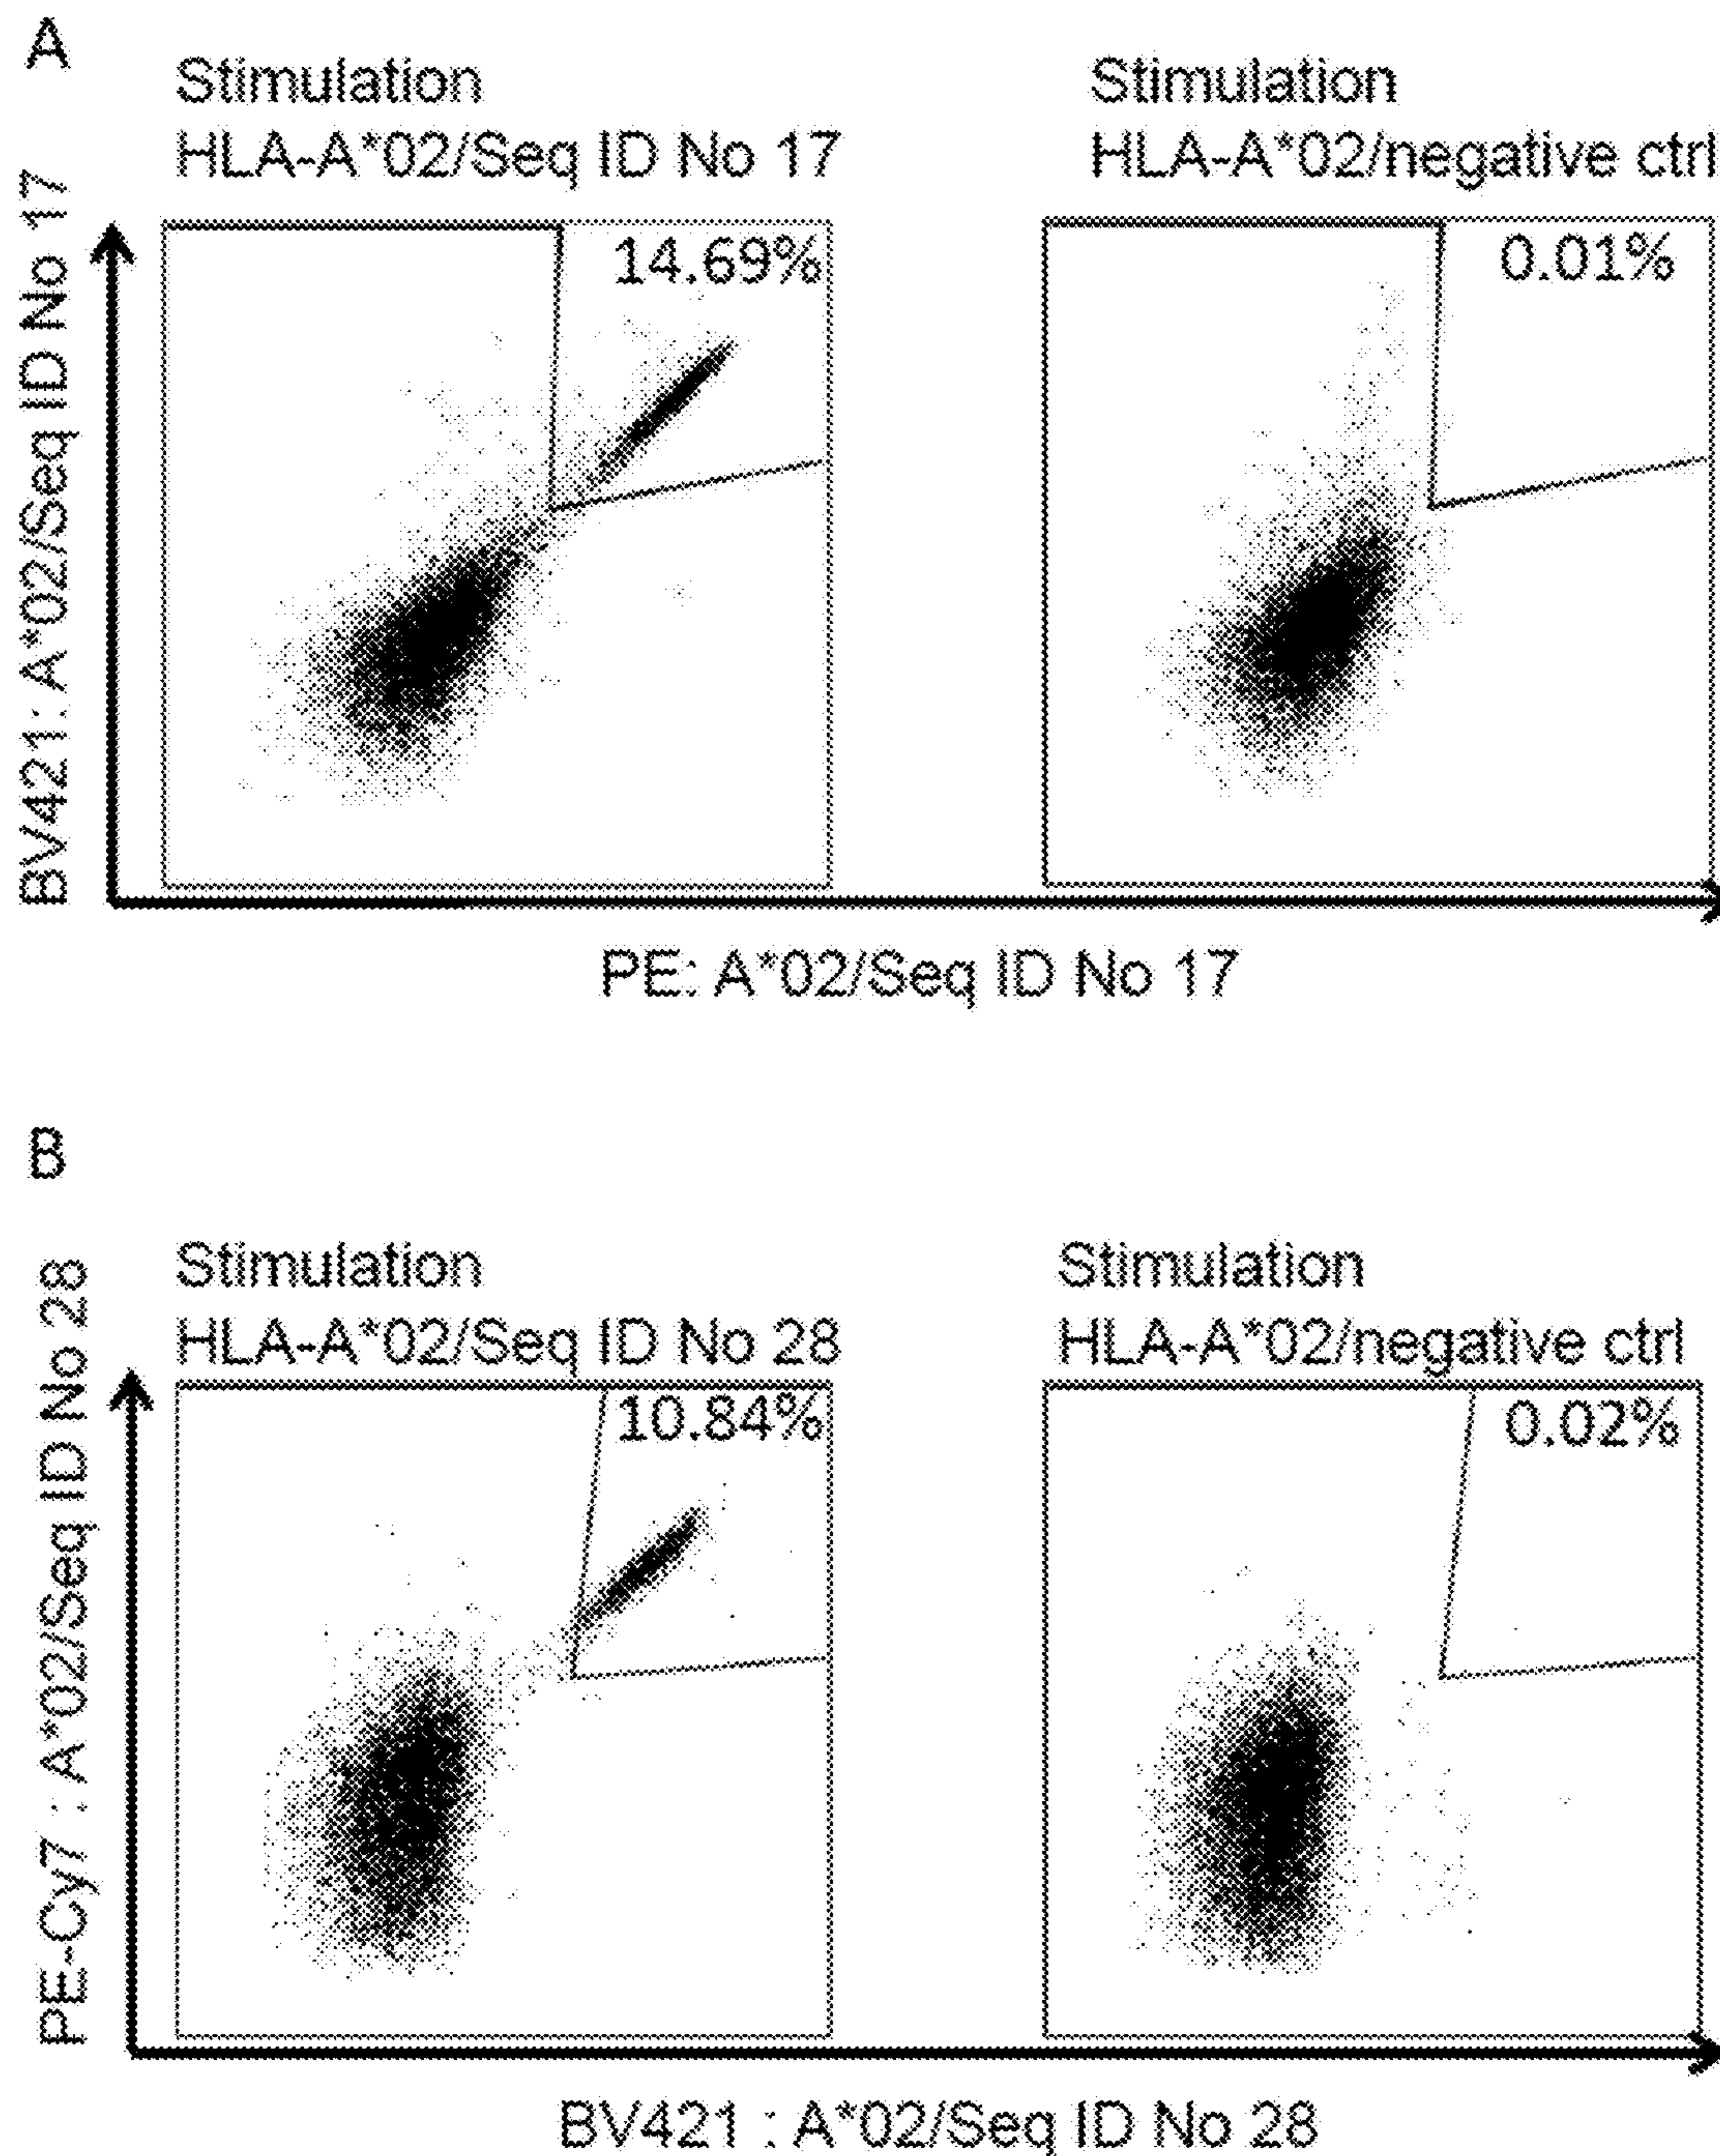 A
Stimulation
HLA-A*02/Seq ID No 17
Stimulation
HLA-A*02/negative ctrl
BV421: A*02/Seq ID No 17
14.69%
0.01%
PE: A*02/Seq ID No 17
B
Stimulation
HLA-A*02/Seq ID No 28
Stimulation
HLA-A*02/negative ctrl
PE-Cy7 : A*02/Seq ID No 28
10.84%
0.02%
BV421 : A*02/Seq ID No 28